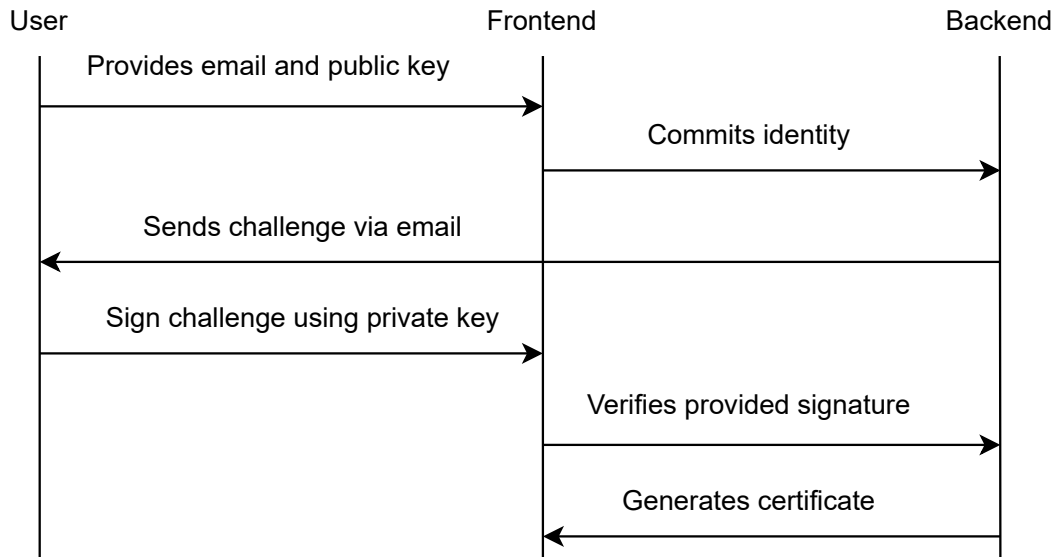 User
Frontend
Backend
Provides email and public key
Commits identity
Sends challenge via email
Sign challenge using private key
Verifies provided signature
Generates certificate